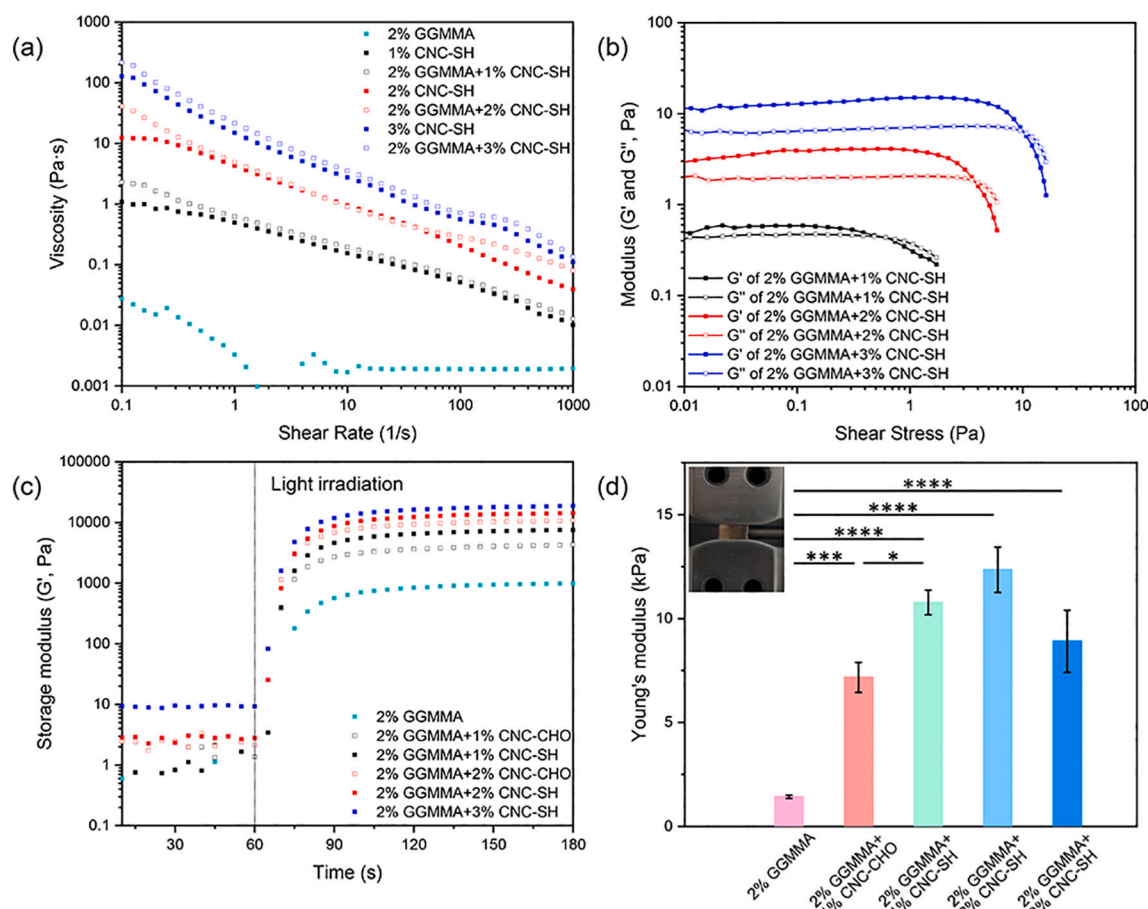 (a)
1000
100
10
1
0.1
0.01
0.001
Viscosity (Pa·s)
2% GGMMA
1% CNC-SH
2% GGMMA+1% CNC-SH
2% CNC-SH
2% GGMMA+2% CNC-SH
3% CNC-SH
2% GGMMA+3% CNC-SH
0.1 1 10 100 1000
Shear Rate (1/s)
(b)
100
10
1
0.1
0.01
Modulus (G' and G", Pa)
G' of 2% GGMMA+1% CNC-SH
G" of 2% GGMMA+1% CNC-SH
G' of 2% GGMMA+2% CNC-SH
G" of 2% GGMMA+2% CNC-SH
G' of 2% GGMMA+3% CNC-SH
G" of 2% GGMMA+3% CNC-SH
0.01 0.1 1 10 100
Shear Stress (Pa)
(c)
100000
10000
1000
100
10
1
0.1
Storage modulus (G', Pa)
Light irradiation
2% GGMMA
2% GGMMA+1% CNC-CHO
2% GGMMA+1% CNC-SH
2% GGMMA+2% CNC-CHO
2% GGMMA+2% CNC-SH
2% GGMMA+3% CNC-SH
30 60 90 120 150 180
Time (s)
(d)
15
10
5
0
Young's modulus (kPa)
****
****
****
***
*
2% GGMMA
2% GGMMA+
% CNC-CHO
2% GGMMA+
% CNC-SH
2% GGMMA+
% CNC-SH
2% GGMMA+
% CNC-SH